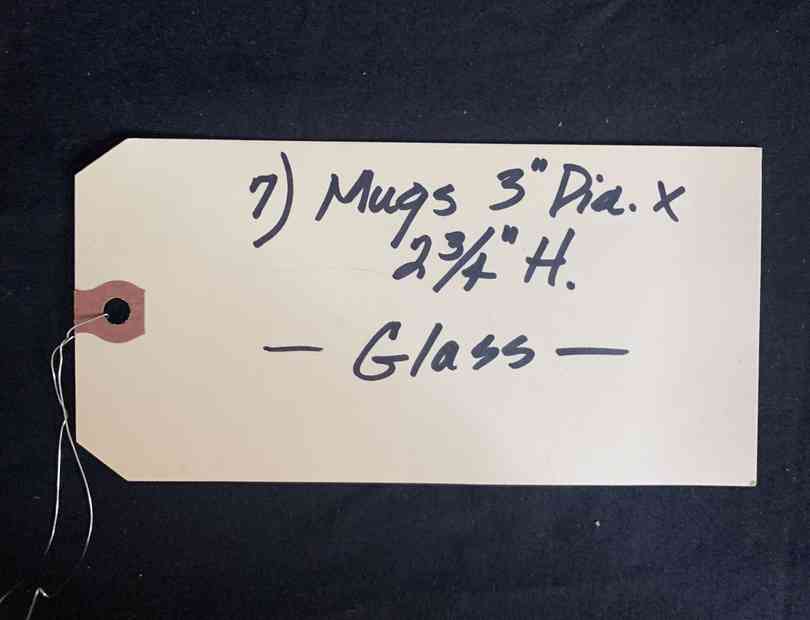 7) Mugs 3" Dia. x
2 3/4" H.
— Glass —